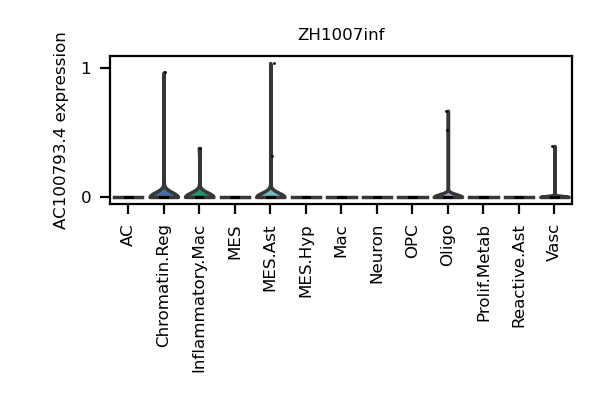 ZH1007inf
AC100793.4 expression
1
0
AC
Chromatin.Reg
Inflammatory.Mac
MES
MES.Ast
MES.Hyp
Mac
Neuron
OPC
Oligo
Prolif.Metab
Reactive.Ast
Vasc